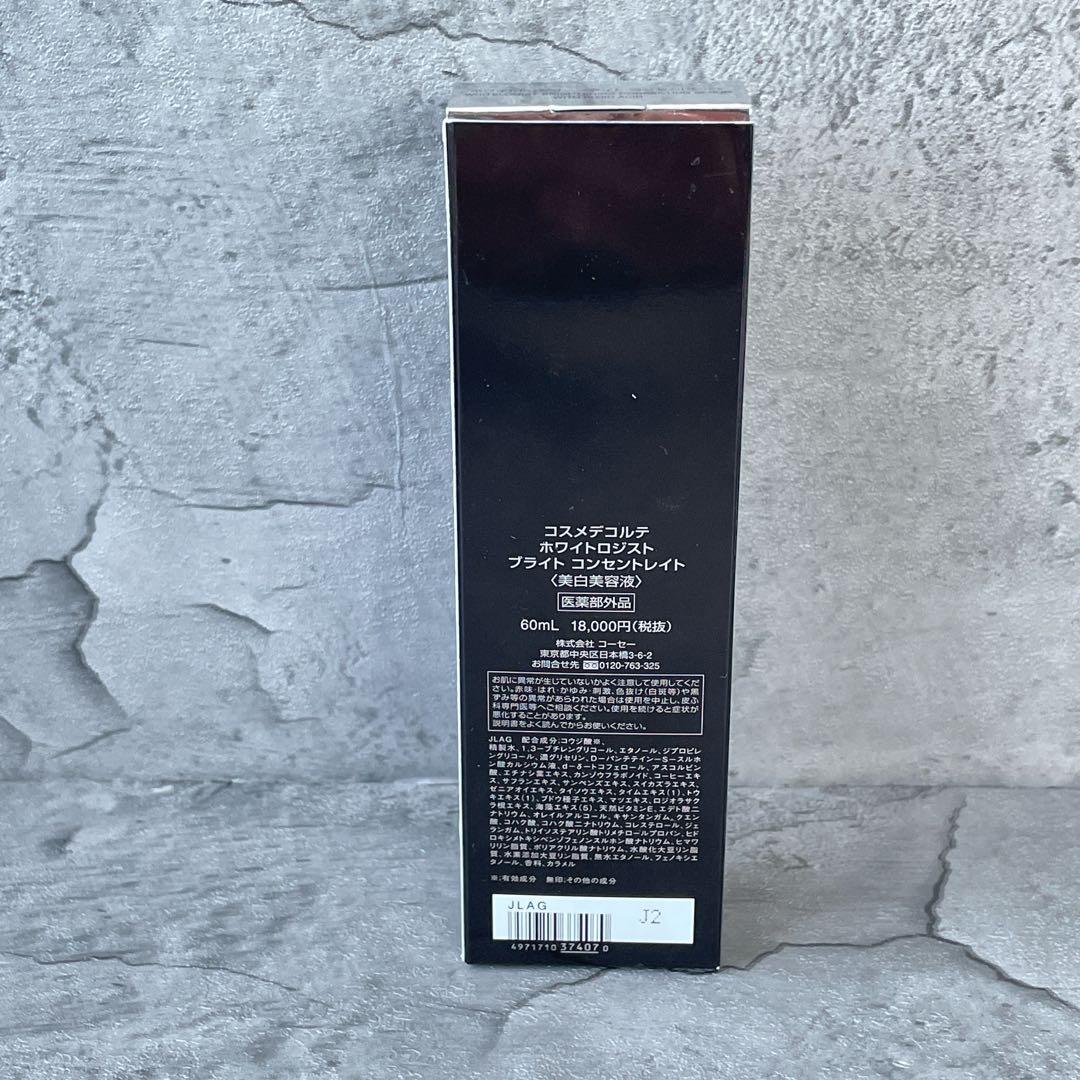 コスメデコルテ
ホワイトロジスト
ブライト コンセントレイト
〈美白美容液〉
医薬部外品
60mL 18,000円(税抜)
株式会社 コーセー
東京都中央区日本橋3-6-2
お問合せ先 0120-763-325
お肌に異常が生じていないかよく注意して使用してくだ
さい。赤味・はれ・かゆみ・刺激、色抜け(白斑等)や黒
ずみ等の異常があらわれた場合は使用を中止し、皮ふ
科専門医等へご相談ください。使用を続けると症状が
悪化することがあります。
説明書をよく読んでからお使いください。
JLAG 配合成分:コウジ酸※、
精製水、1,3-ブチレングリコール、エタノール、ジプロピレ
ングリコール、濃グリセリン、D-パンテテイン-S-スルホ
ン酸カルシウム液、d-δ-トコフェロール、アスコルビン
酸、エチナシ葉エキス、カンゾウフラボノイド、コーヒーエキ
ス、サフランエキス、サンペンズエキス、スイカズラエキス、
ゼニアオイエキス、タイソウエキス、タイムエキス(1)、トウ
キエキス(1)、ブドウ種子エキス、マツエキス、ロジオラサク
ラ根エキス、海藻エキス(5)、天然ビタミンE、エデト酸二
ナトリウム、オレイルアルコール、キサンタンガム、クエン
酸、コハク酸、コハク酸二ナトリウム、コレステロール、ジェ
ランガム、トリイソステアリン酸トリメチロールプロパン、ヒド
ロキシメトキシベンゾフェノンスルホン酸ナトリウム、ヒマワ
リリン脂質、ポリアクリル酸ナトリウム、水酸化大豆リン脂
質、水素添加大豆リン脂質、無水エタノール、フェノキシエ
タノール、香料、カラメル
※:有効成分 無印:その他の成分
JLAG
J2
4971710374070